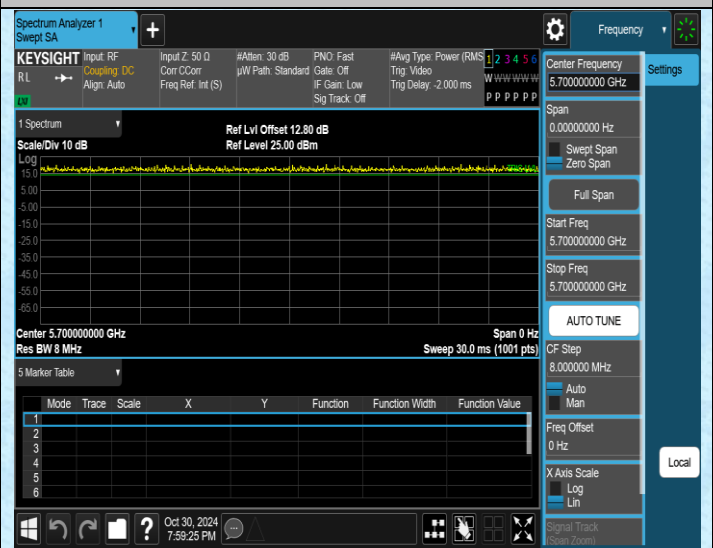 Spectrum Analyzer 1
Swept SA
Frequency
KEYSIGHT
RL
LW
Input: RF
Coupling: DC
Align: Auto
Input Z: 50 Ω
Corr CCorr
Freq Ref: Int (S)
#Atten: 30 dB
µW Path: Standard
PNO: Fast
Gate: Off
IF Gain: Low
Sig Track: Off
#Avg Type: Power (RMS
Trig: Video
Trig Delay: -2.000 ms
1 2 3 4 5 6
W W W W W W
P P P P P P
1 Spectrum
Scale/Div 10 dB
Ref Lvl Offset 12.80 dB
Ref Level 25.00 dBm
Log
15.0
5.00
-5.00
-15.0
-25.0
-35.0
-45.0
-55.0
-65.0
Center 5.700000000 GHz
Res BW 8 MHz
Span 0 Hz
Sweep 30.0 ms (1001 pts)
5 Marker Table
Mode Trace Scale X Y Function Function Width Function Value
1
2
3
4
5
6
Oct 30, 2024
7:59:25 PM
Center Frequency
5.700000000 GHz
Span
0.00000000 Hz
Swept Span
Zero Span
Full Span
Start Freq
5.700000000 GHz
Stop Freq
5.700000000 GHz
AUTO TUNE
CF Step
8.000000 MHz
Auto
Man
Freq Offset
0 Hz
X Axis Scale
Log
Lin
Signal Track
(Span Zoom)
Settings
Local